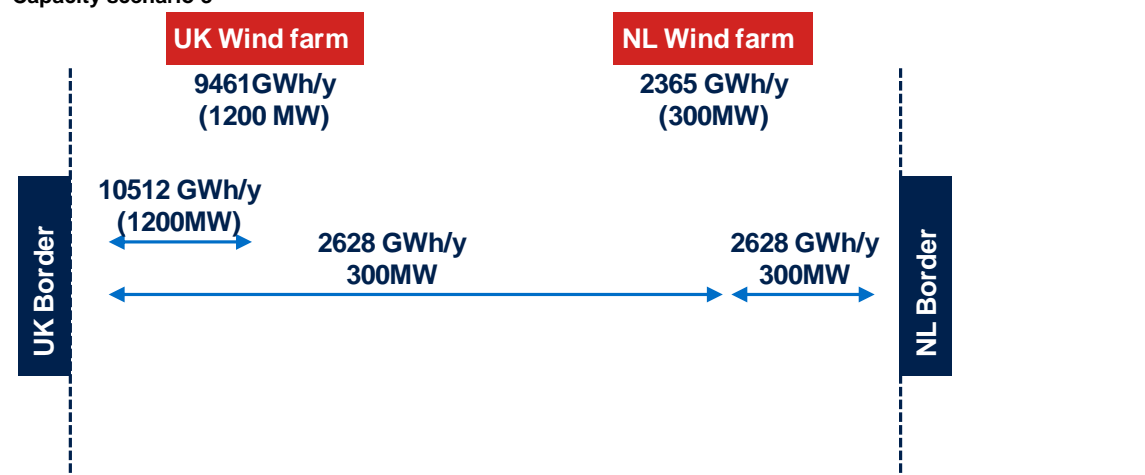 UK Wind farm
NL Wind farm
9461GWh/y
(1200 MW)
2365 GWh/y
(300MW)
10512 GWh/y
(1200MW)
2628 GWh/y
300MW
2628 GWh/y
300MW
UK Border
NL Border